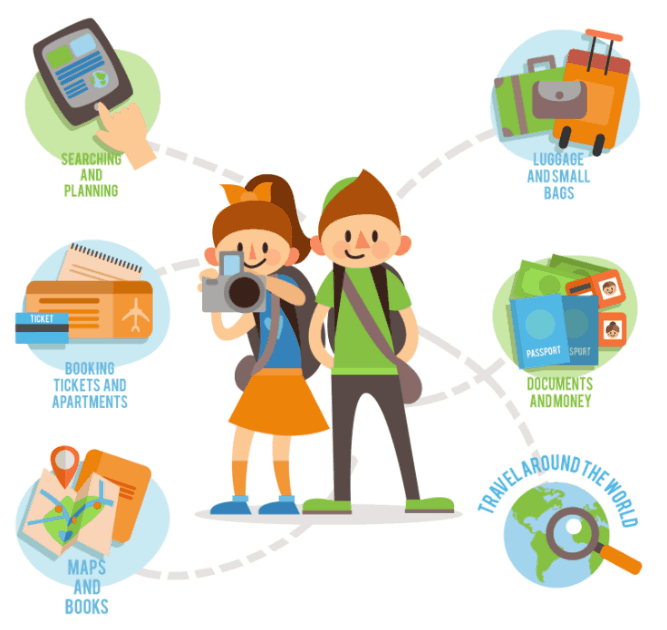 SEARCHING
AND
PLANNING
LUGGAGE
AND SMALL
BAGS
TICKET
BOOKING
TICKETS AND
APARTMENTS
PASSPORT
SPORT
DOCUMENTS
AND MONEY
MAPS
AND
BOOKS
TRAVEL AROUND THE WORLD